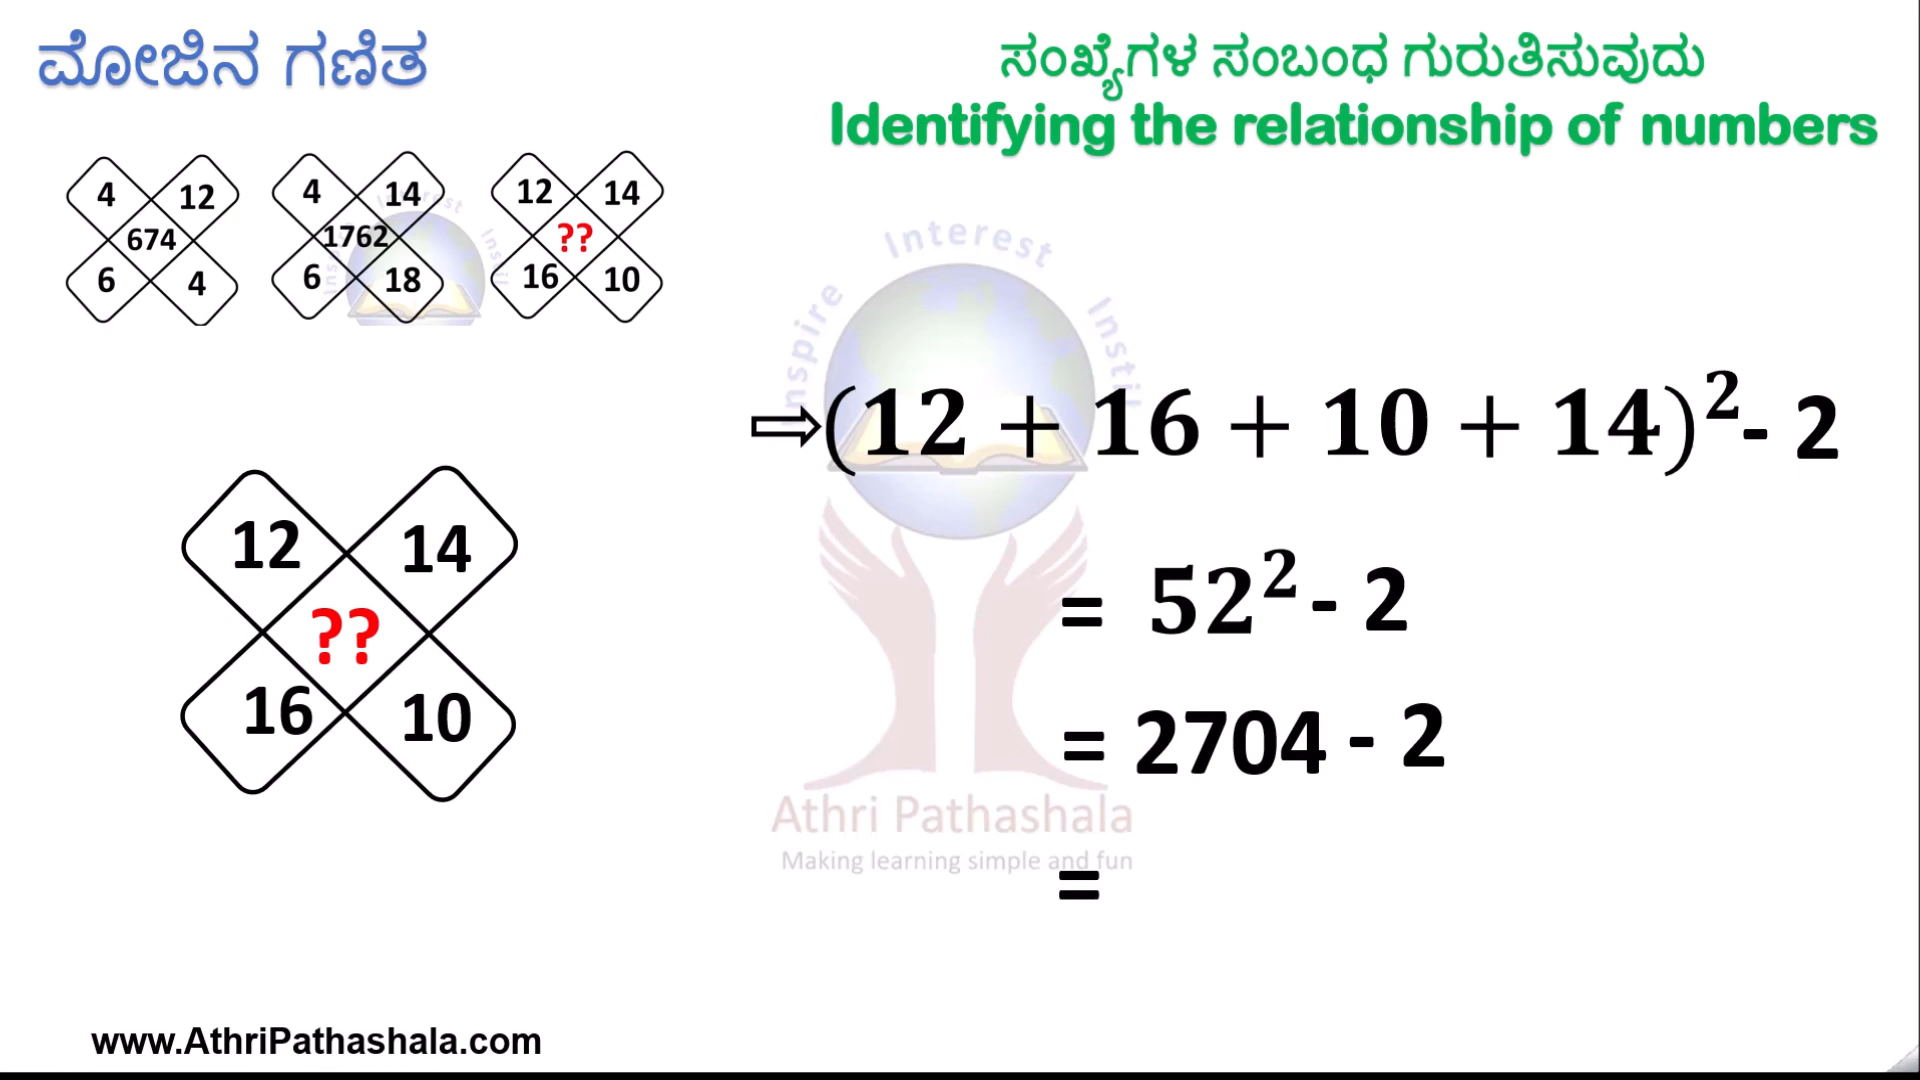 ಮೋಜಿನ ಗಣಿತ
ಸಂಖ್ಯೆಗಳ ಸಂಬಂಧ ಗುರುತಿಸುವುದು
Identifying the relationship of numbers
4 12
674
6 4
4 14
1762
6 18
12 14
??
16 10
Inspire Interest Instil
⇨(12 + 16 + 10 + 14)² - 2
= 52² - 2
= 2704 - 2
=
12 14
??
16 10
Athri Pathashala
Making learning simple and fun
www.AthriPathashala.com